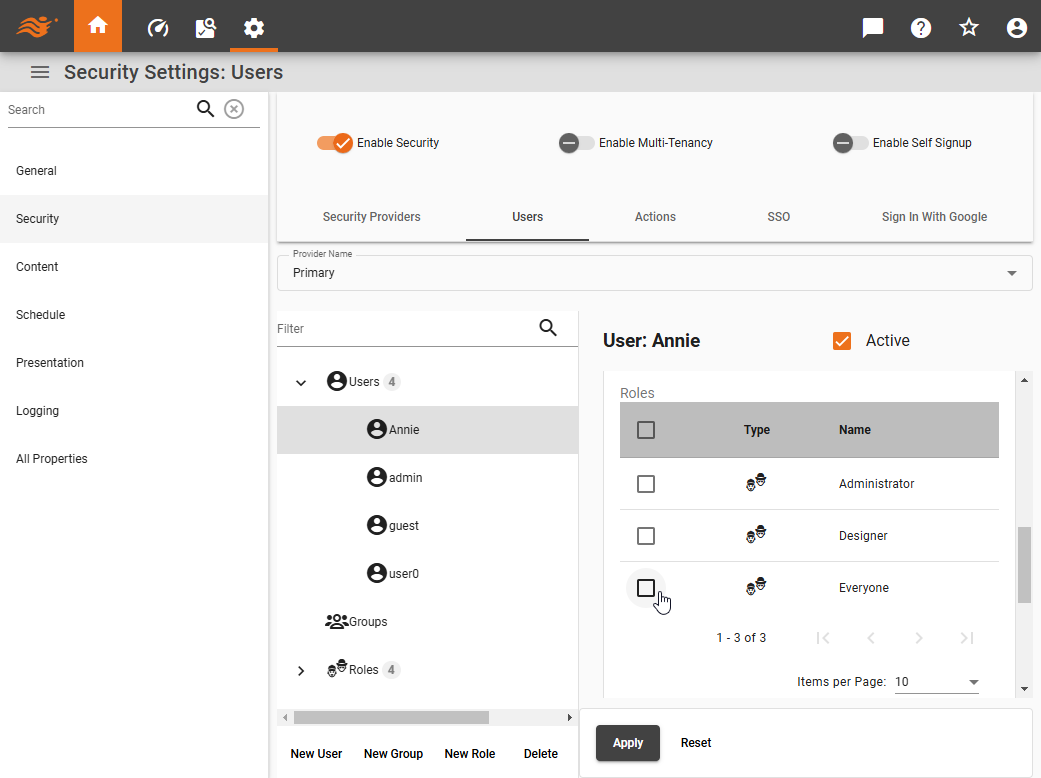 Security Settings: Users
Search
General
Security
Content
Schedule
Presentation
Logging
All Properties
Enable Security
Enable Multi-Tenancy
Enable Self Signup
Security Providers
Users
Actions
SSO
Sign In With Google
Provider Name
Primary
Filter
Users 4
Annie
admin
guest
user0
Groups
Roles 4
New User
New Group
New Role
Delete
User: Annie
Active
Roles
Type
Name
Administrator
Designer
Everyone
1 - 3 of 3
Items per Page: 10
Apply
Reset